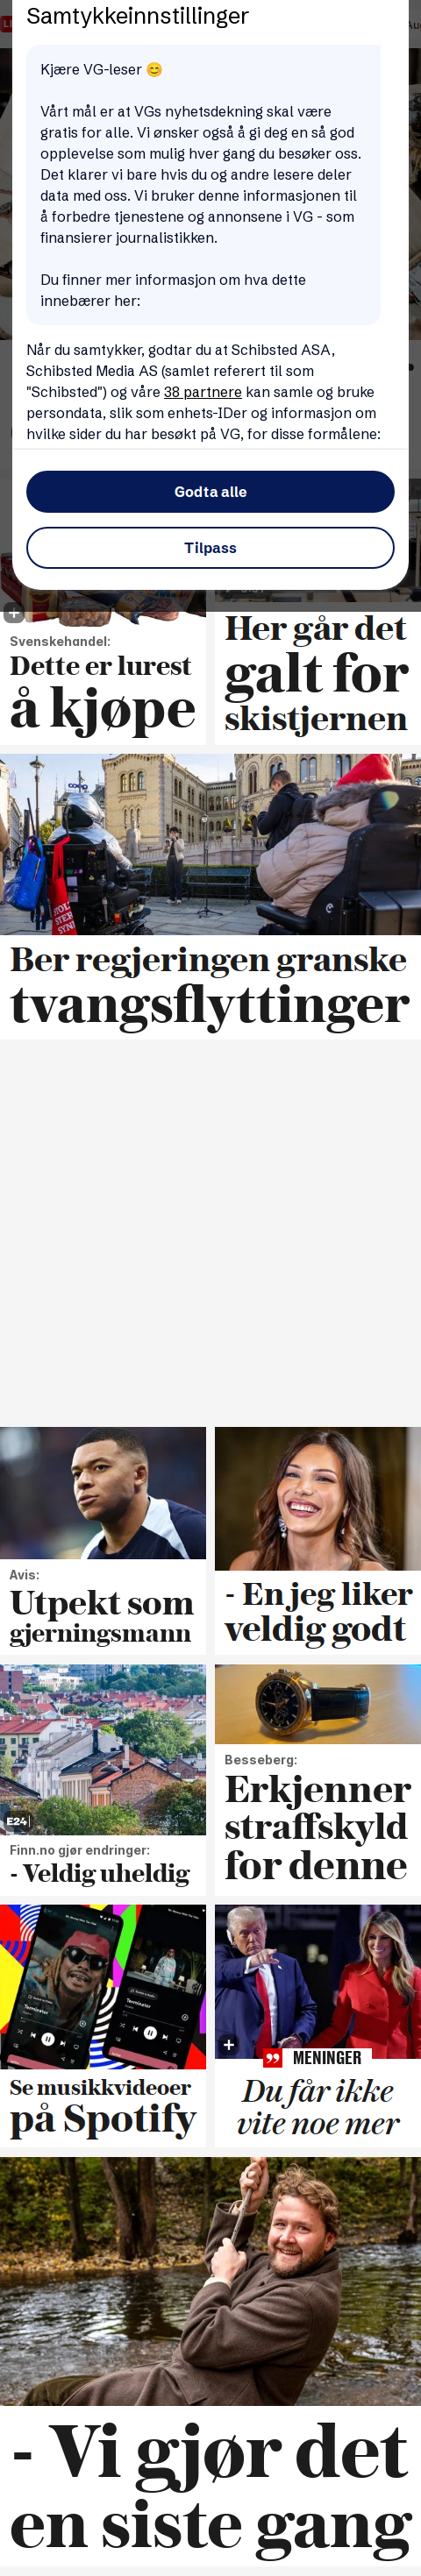 Samtykkeinnstillinger
Kjære VG-leser 😊
Vårt mål er at VGs nyhetsdekning skal være
gratis for alle. Vi ønsker også å gi deg en så god
opplevelse som mulig hver gang du besøker oss.
Det klarer vi bare hvis du og andre lesere deler
data med oss. Vi bruker denne informasjonen til
å forbedre tjenestene og annonsene i VG - som
finansierer journalistikken.
Du finner mer informasjon om hva dette
innebærer her:
Når du samtykker, godtar du at Schibsted ASA,
Schibsted Media AS (samlet referert til som
"Schibsted") og våre 38 partnere kan samle og bruke
persondata, slik som enhets-IDer og informasjon om
hvilke sider du har besøkt på VG, for disse formålene:
Godta alle
Tilpass
Svenskehandel:
Dette er lurest
å kjøpe
Her går det
galt for
skistjernen
Ber regjeringen granske
tvangsflyttinger
Avis:
Utpekt som
gjerningsmann
- En jeg liker
veldig godt
E24
Finn.no gjør endringer:
- Veldig uheldig
Besseberg:
Erkjenner
straffskyld
for denne
Terminator
Terminator
Se musikkvideoer
på Spotify
MENINGER
Du får ikke
vite noe mer
- Vi gjør det
en siste gang